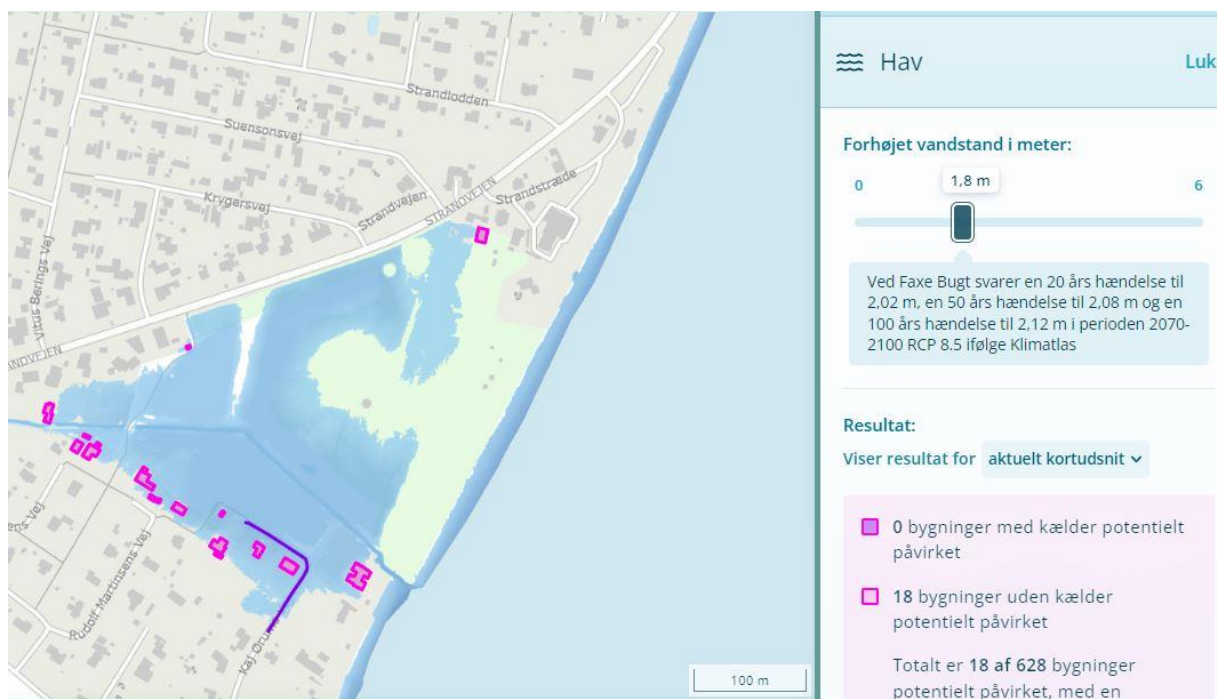 Strandlodden
Suensonsvej
Krygersvej
Strandvejen
STRANDVEJEN
Strandstræde
Vitus Berings Vej
ANDVEJEN
ens Vej
Rudolf Martinsens Vej
Kaj Ørums
100 m
Hav
Luk
Forhøjet vandstand i meter:
0
1,8 m
6
Ved Faxe Bugt svarer en 20 års hændelse til
2,02 m, en 50 års hændelse til 2,08 m og en
100 års hændelse til 2,12 m i perioden 2070-
2100 RCP 8.5 ifølge Klimatlas
Resultat:
Viser resultat for aktuelt kortudsnit
0 bygninger med kælder potentielt
påvirket
18 bygninger uden kælder
potentielt påvirket
Totalt er 18 af 628 bygninger
potentielt påvirket, med en